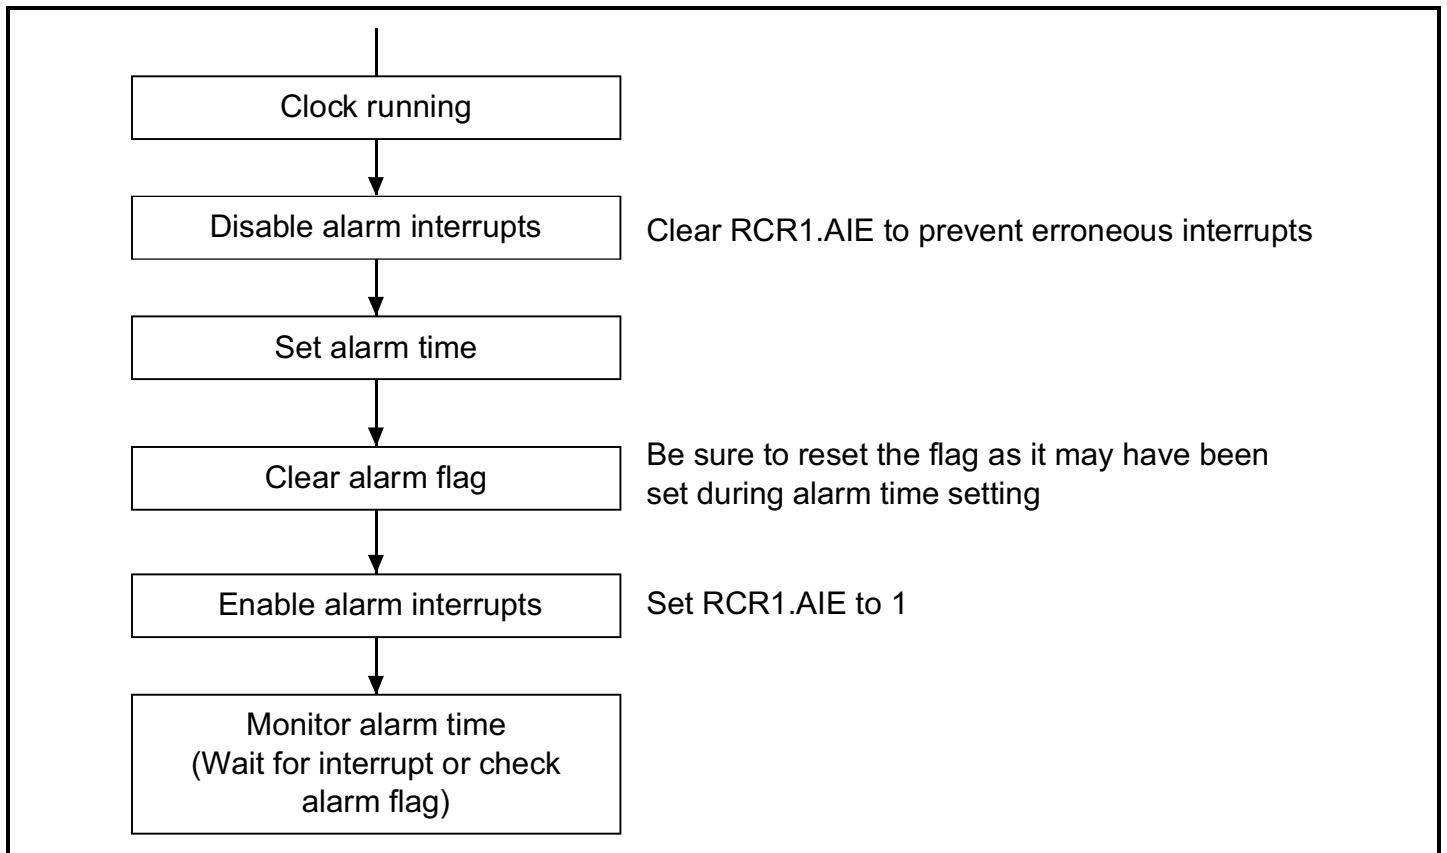 Clock running
Disable alarm interrupts
Clear RCR1.AIE to prevent erroneous interrupts
Set alarm time
Clear alarm flag
Be sure to reset the flag as it may have been
set during alarm time setting
Enable alarm interrupts
Set RCR1.AIE to 1
Monitor alarm time
(Wait for interrupt or check
alarm flag)